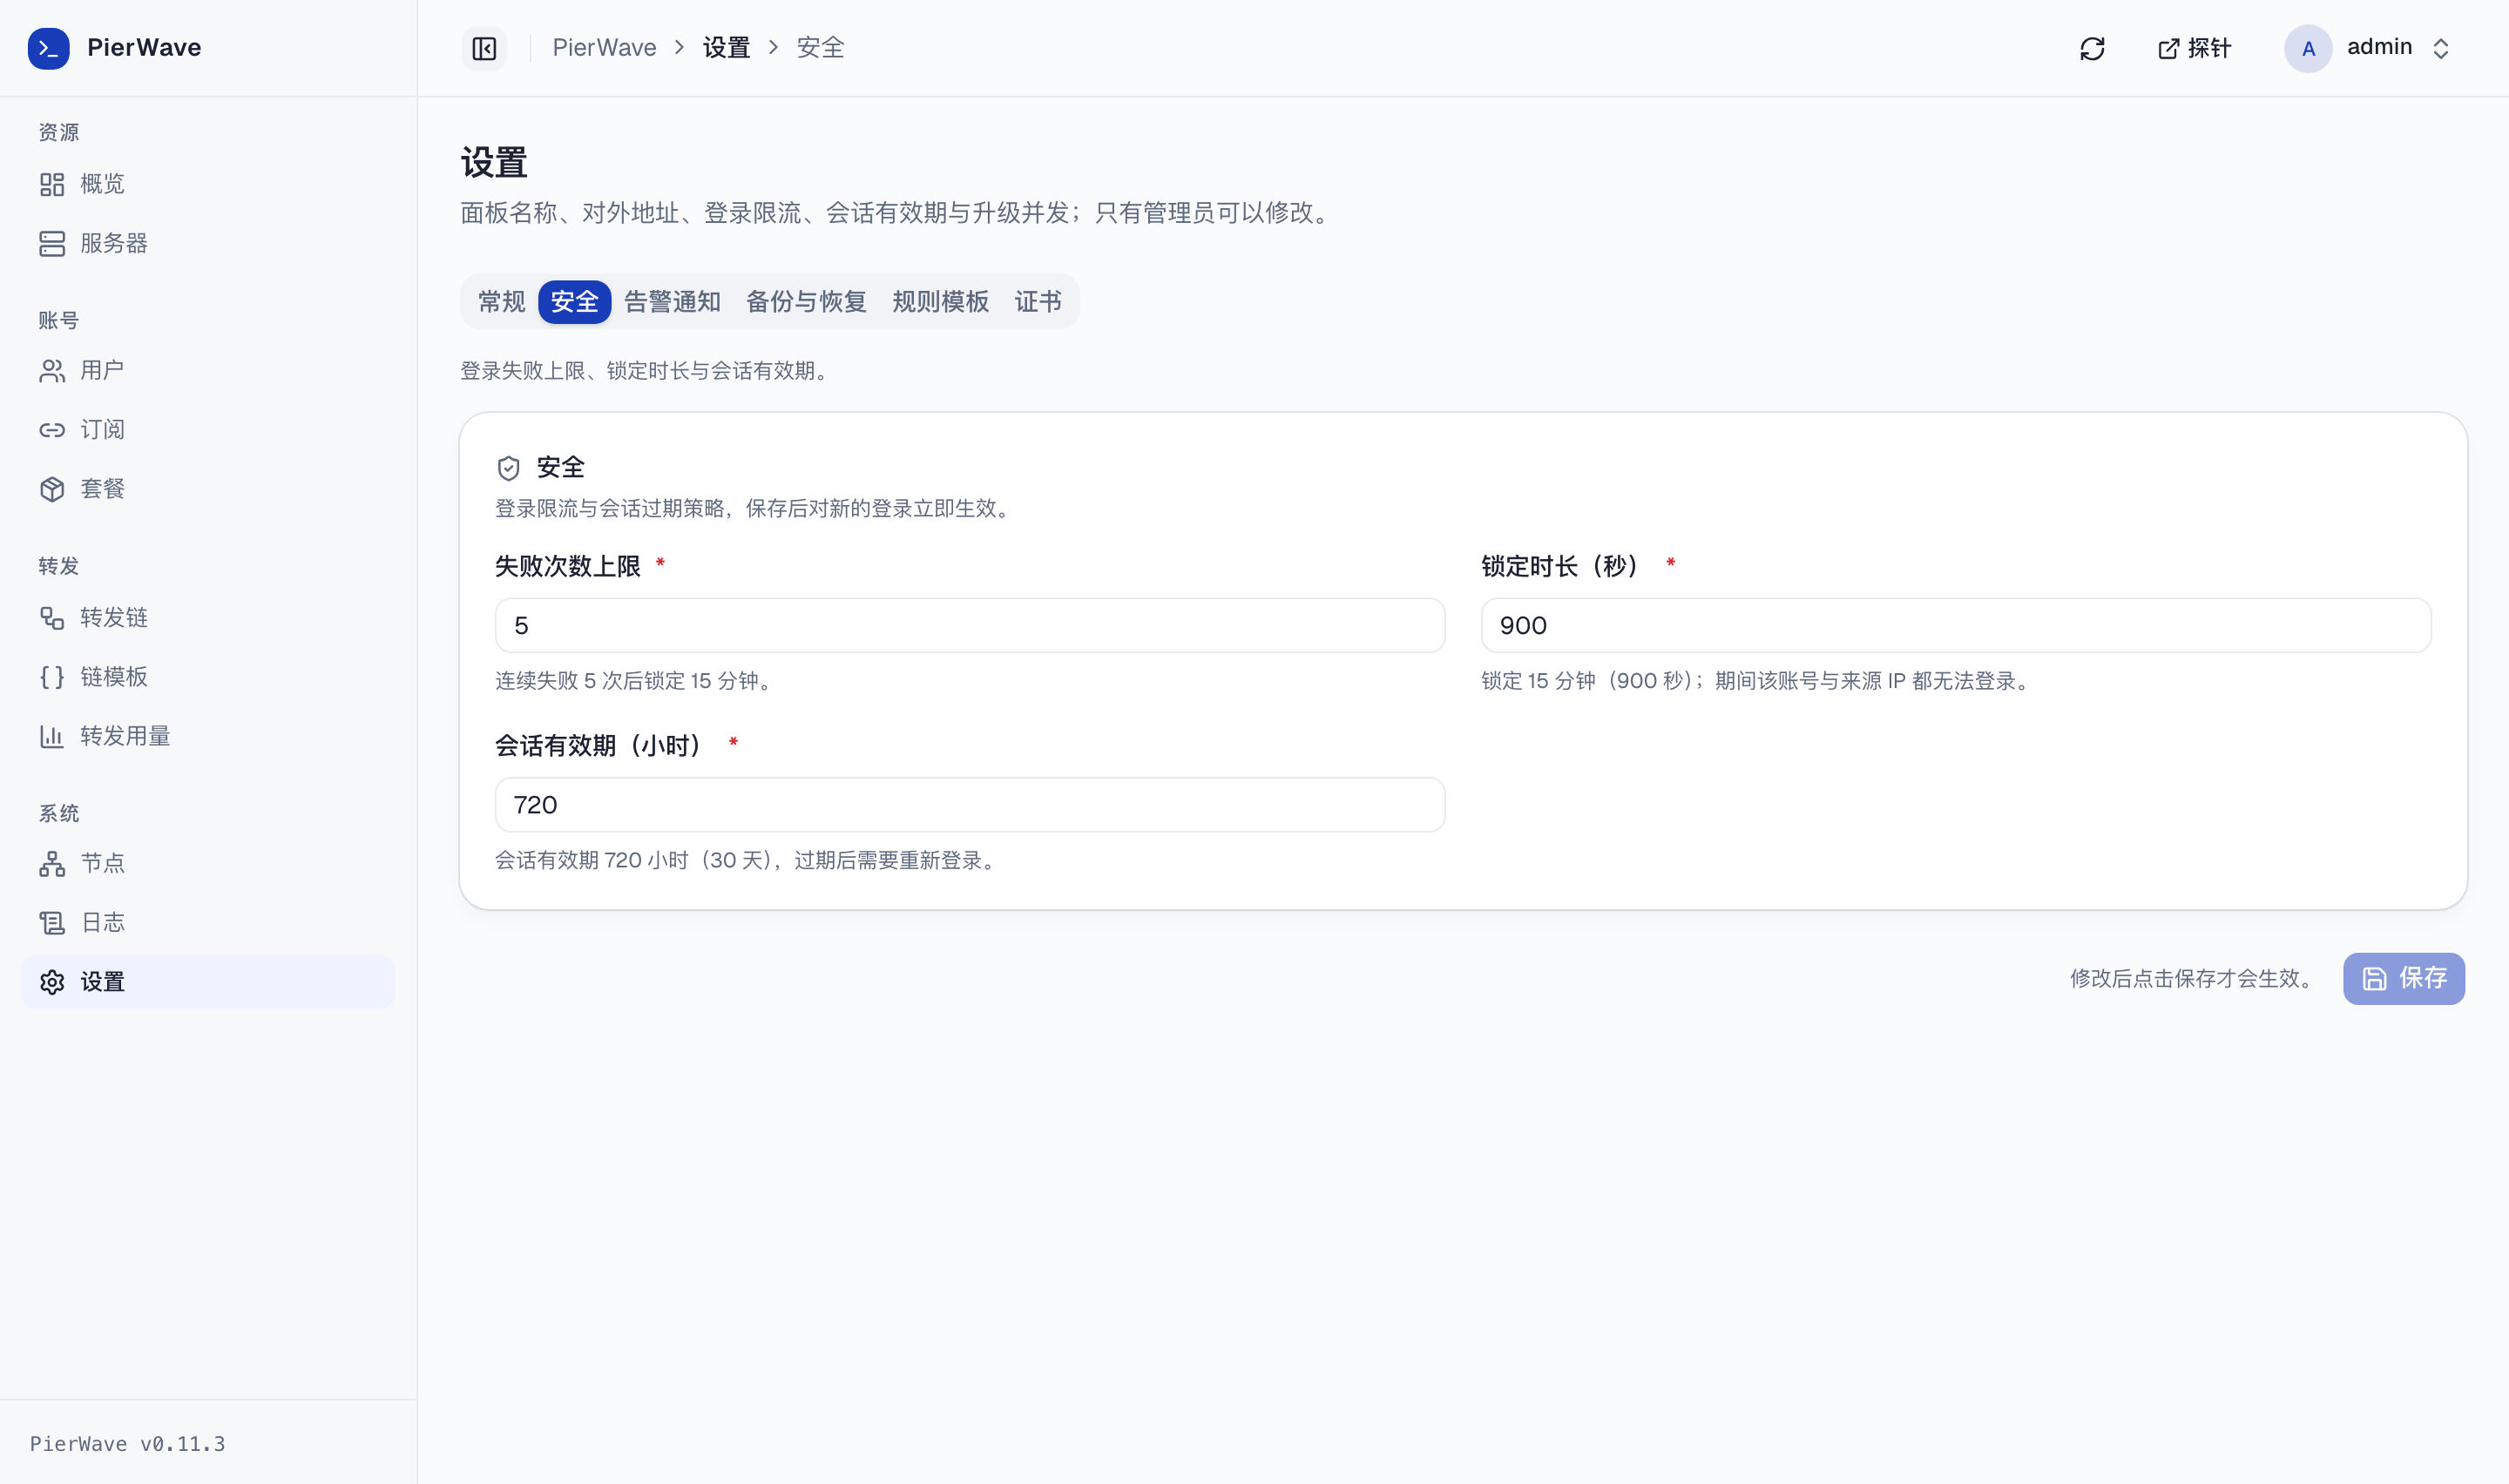 PierWave
PierWave > 设置 > 安全
探针
A
admin
资源
概览
服务器
账号
用户
订阅
套餐
转发
转发链
链模板
转发用量
系统
节点
日志
设置
PierWave v0.11.3
设置
面板名称、对外地址、登录限流、会话有效期与升级并发；只有管理员可以修改。
常规 安全 告警通知 备份与恢复 规则模板 证书
登录失败上限、锁定时长与会话有效期。
安全
登录限流与会话过期策略，保存后对新的登录立即生效。
失败次数上限 *
5
连续失败 5 次后锁定 15 分钟。
锁定时长（秒） *
900
锁定 15 分钟（900 秒）；期间该账号与来源 IP 都无法登录。
会话有效期（小时） *
720
会话有效期 720 小时（30 天），过期后需要重新登录。
修改后点击保存才会生效。
保存